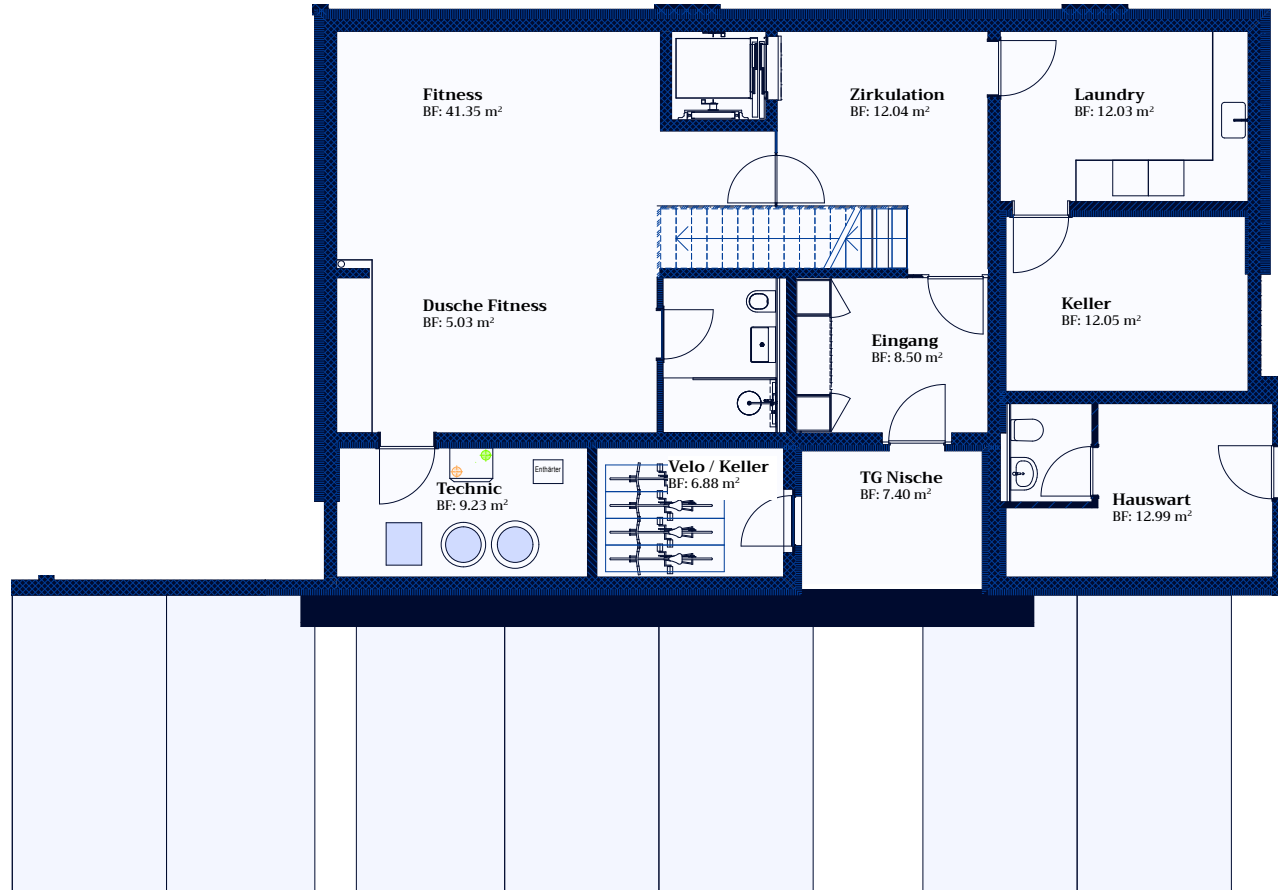 Fitness
BF: 41.35 m²
Zirkulation
BF: 12.04 m²
Laundry
BF: 12.03 m²
Dusche Fitness
BF: 5.03 m²
Eingang
BF: 8.50 m²
Keller
BF: 12.05 m²
Technic
BF: 9.23 m²
Enthärter
Velo / Keller
BF: 6.88 m²
TG Nische
BF: 7.40 m²
Hauswart
BF: 12.99 m²